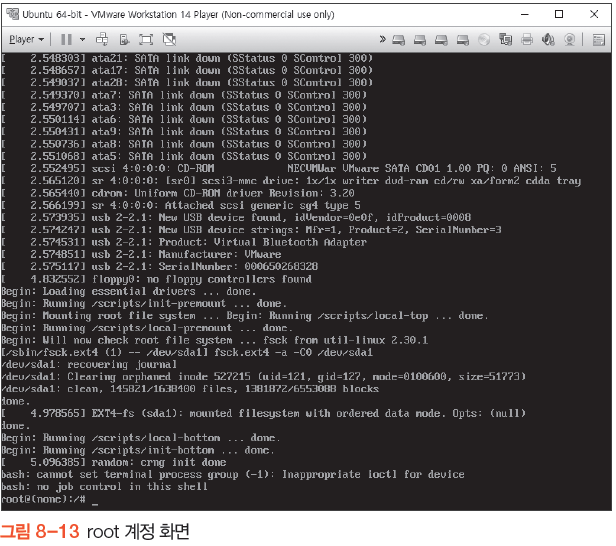 Ubuntu 64-bit - VMware Workstation 14 Player (Non-commercial use only)
Player
[    2.548303] ata21: SATA link down (SStatus 0 SControl 300)
[    2.548657] ata17: SATA link down (SStatus 0 SControl 300)
[    2.549037] ata28: SATA link down (SStatus 0 SControl 300)
[    2.549370] ata7: SATA link down (SStatus 0 SControl 300)
[    2.549707] ata3: SATA link down (SStatus 0 SControl 300)
[    2.550114] ata6: SATA link down (SStatus 0 SControl 300)
[    2.550431] ata9: SATA link down (SStatus 0 SControl 300)
[    2.550736] ata8: SATA link down (SStatus 0 SControl 300)
[    2.551068] ata5: SATA link down (SStatus 0 SControl 300)
[    2.552495] scsi 4:0:0:0: CD-ROM            NECVMWar VMware SATA CD01 1.00 PQ: 0 ANSI: 5
[    2.565120] sr 4:0:0:0: [sr0] scsi3-mmc drive: 1x/1x writer dvd-ram cd/rw xa/form2 cdda tray
[    2.565440] cdrom: Uniform CD-ROM driver Revision: 3.20
[    2.566199] sr 4:0:0:0: Attached scsi generic sg4 type 5
[    2.573935] usb 2-2.1: New USB device found, idVendor=0e0f, idProduct=0008
[    2.574247] usb 2-2.1: New USB device strings: Mfr=1, Product=2, SerialNumber=3
[    2.574531] usb 2-2.1: Product: Virtual Bluetooth Adapter
[    2.574851] usb 2-2.1: Manufacturer: VMware
[    2.575117] usb 2-2.1: SerialNumber: 000650268328
[    4.832552] floppy0: no floppy controllers found
Begin: Loading essential drivers ... done.
Begin: Running /scripts/init-premount ... done.
Begin: Mounting root file system ... Begin: Running /scripts/local-top ... done.
Begin: Running /scripts/local-premount ... done.
Begin: Will now check root file system ... fsck from util-linux 2.30.1
[/sbin/fsck.ext4 (1) -- /dev/sda1] fsck.ext4 -a -C0 /dev/sda1
/dev/sda1: recovering journal
/dev/sda1: Clearing orphaned inode 527215 (uid=121, gid=127, mode=0100600, size=51773)
/dev/sda1: clean, 145821/1638400 files, 1381872/6553088 blocks
done.
[    4.978565] EXT4-fs (sda1): mounted filesystem with ordered data mode. Opts: (null)
done.
Begin: Running /scripts/local-bottom ... done.
Begin: Running /scripts/init-bottom ... done.
[    5.096385] random: crng init done
bash: cannot set terminal process group (-1): Inappropriate ioctl for device
bash: no job control in this shell
root@(none):/# _
그림 8-13 root 계정 화면